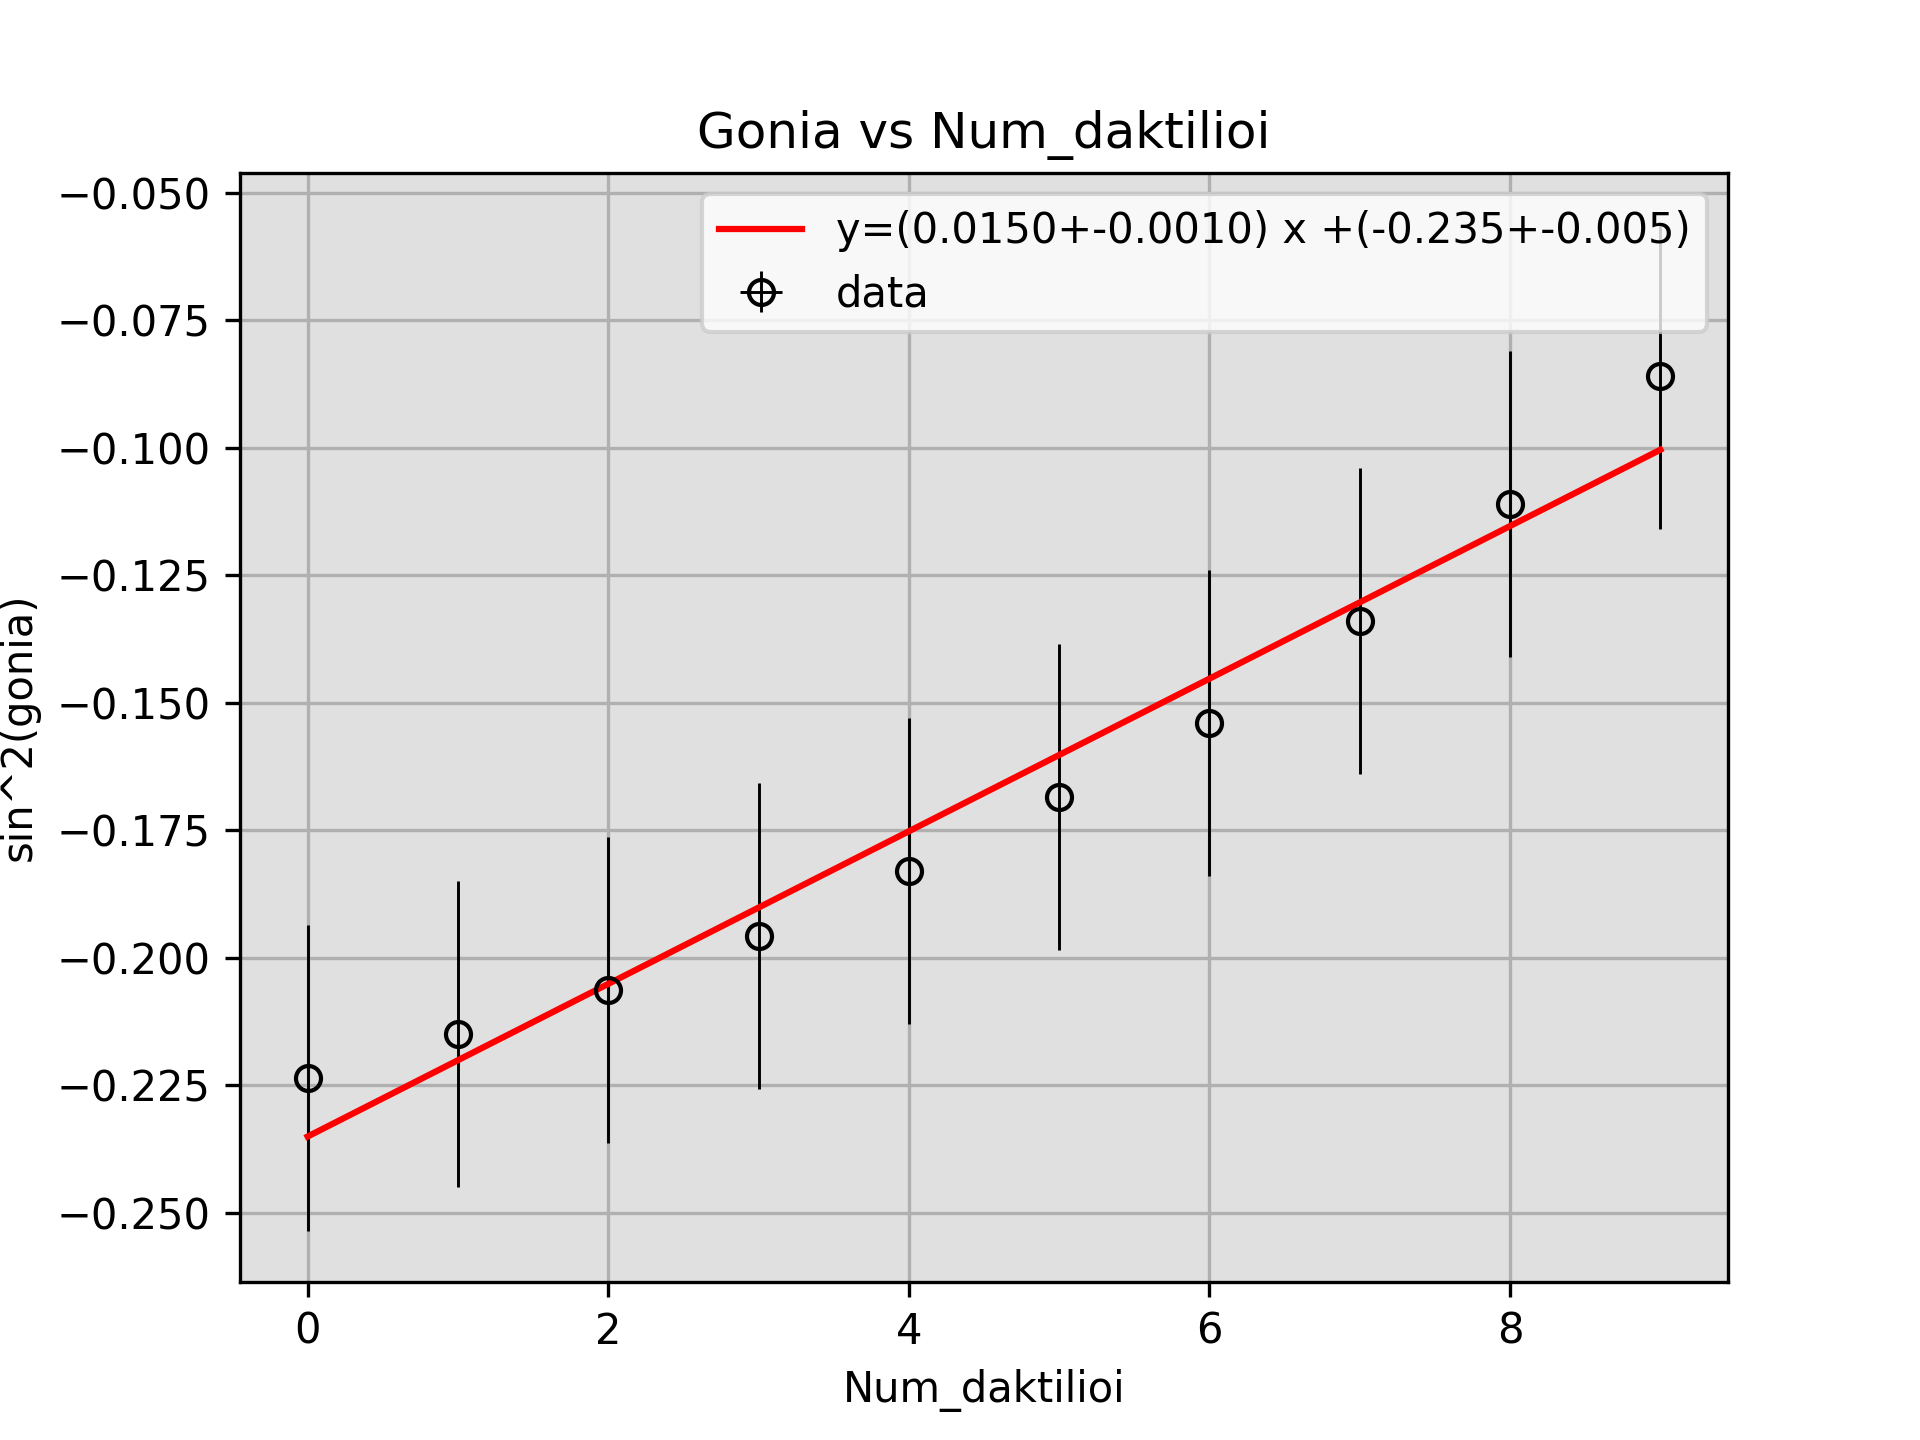 Gonia vs Num_daktilioi
y=(0.0150+-0.0010) x +(-0.235+-0.005)
data
sin^2(gonia)
−0.050
−0.075
−0.100
−0.125
−0.150
−0.175
−0.200
−0.225
−0.250
0 2 4 6 8
Num_daktilioi